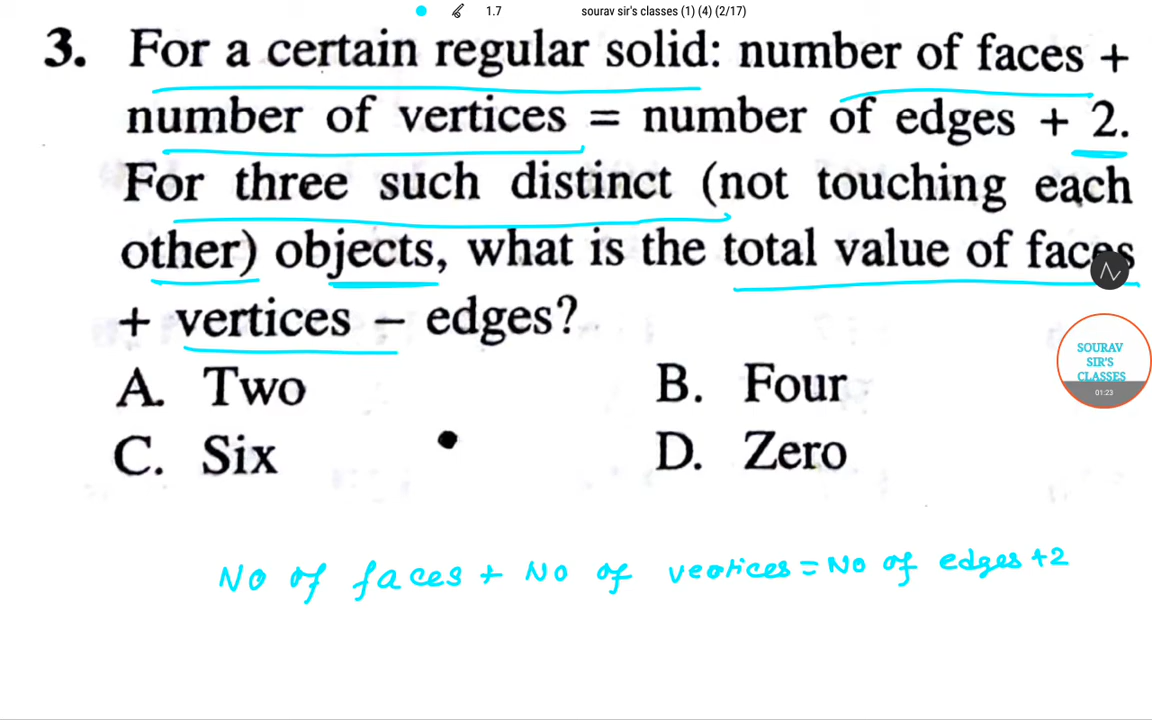 1.7 sourav sir's classes (1) (4) (2/17)
3. For a certain regular solid: number of faces +
number of vertices = number of edges + 2.
For three such distinct (not touching each
other) objects, what is the total value of faces
+ vertices – edges?
A. Two B. Four
C. Six D. Zero
SOURAV
SIR'S
CLASSES
01:23
No of faces + No of vertices = No of edges +2